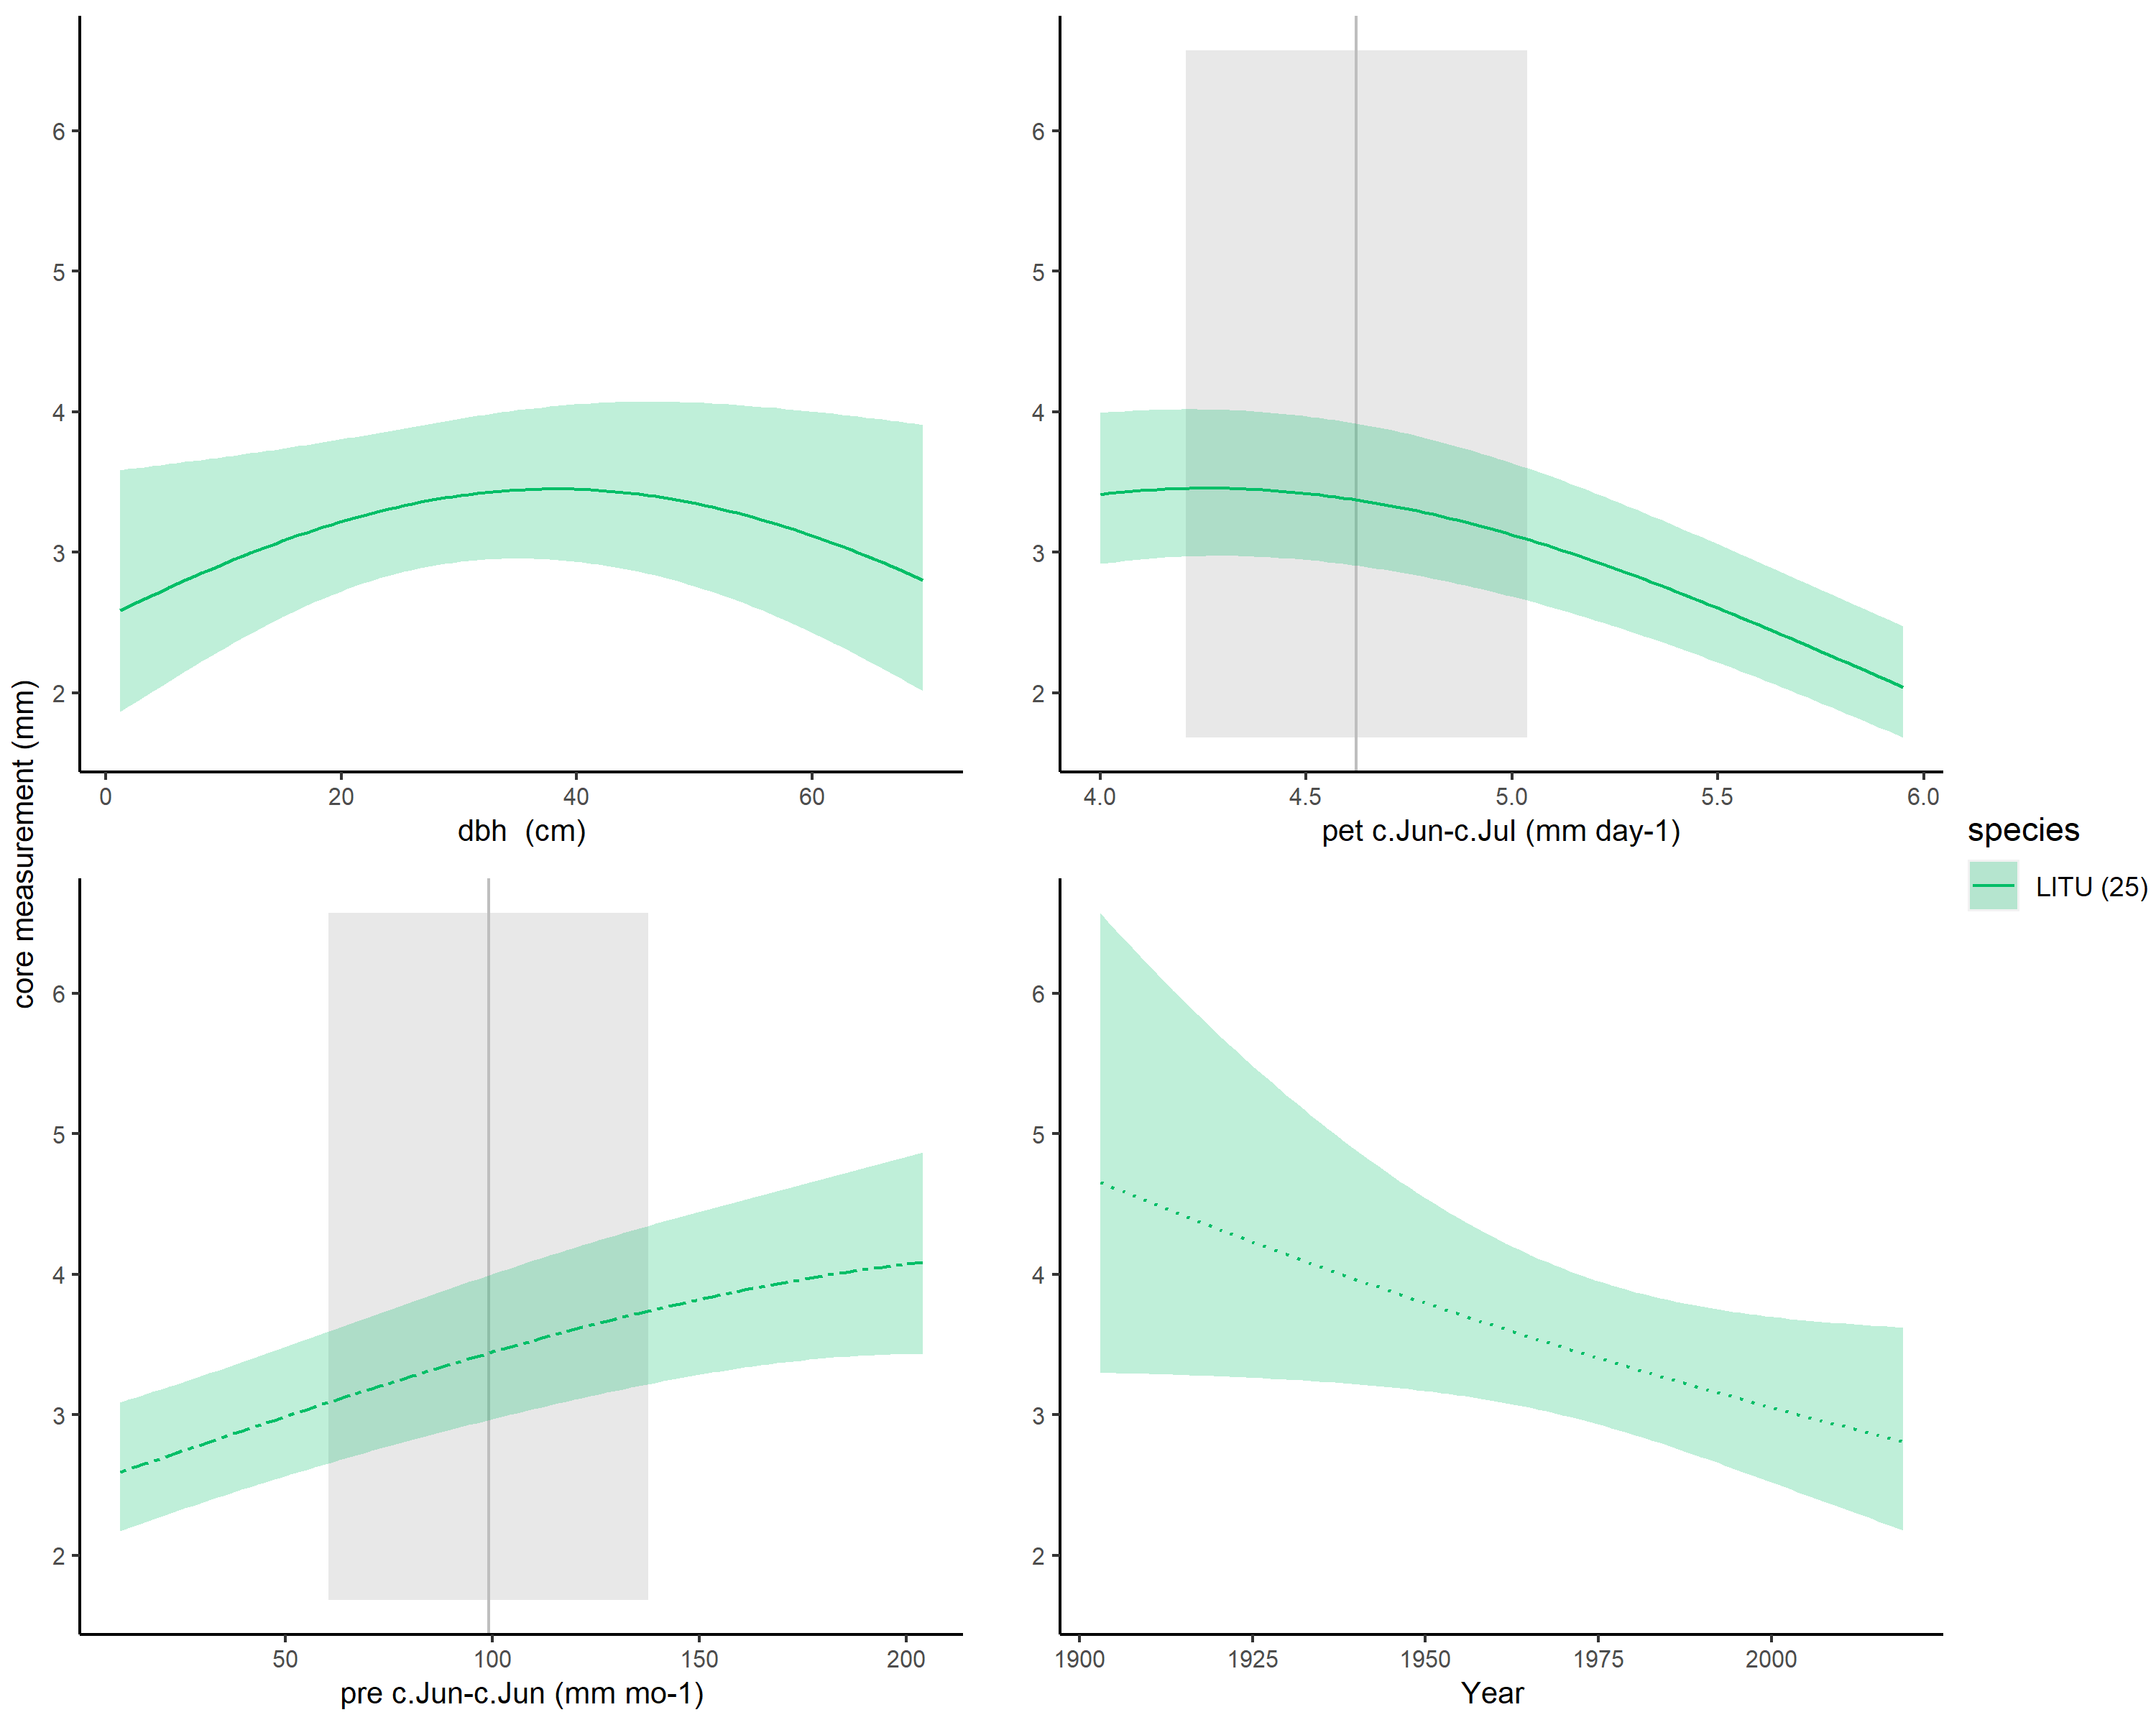 core measurement (mm)
6
5
4
3
2
0 20 40 60
dbh  (cm)
6
5
4
3
2
4.0 4.5 5.0 5.5 6.0
pet c.Jun-c.Jul (mm day-1)
6
5
4
3
2
50 100 150 200
pre c.Jun-c.Jun (mm mo-1)
6
5
4
3
2
1900 1925 1950 1975 2000
Year
species
LITU (25)